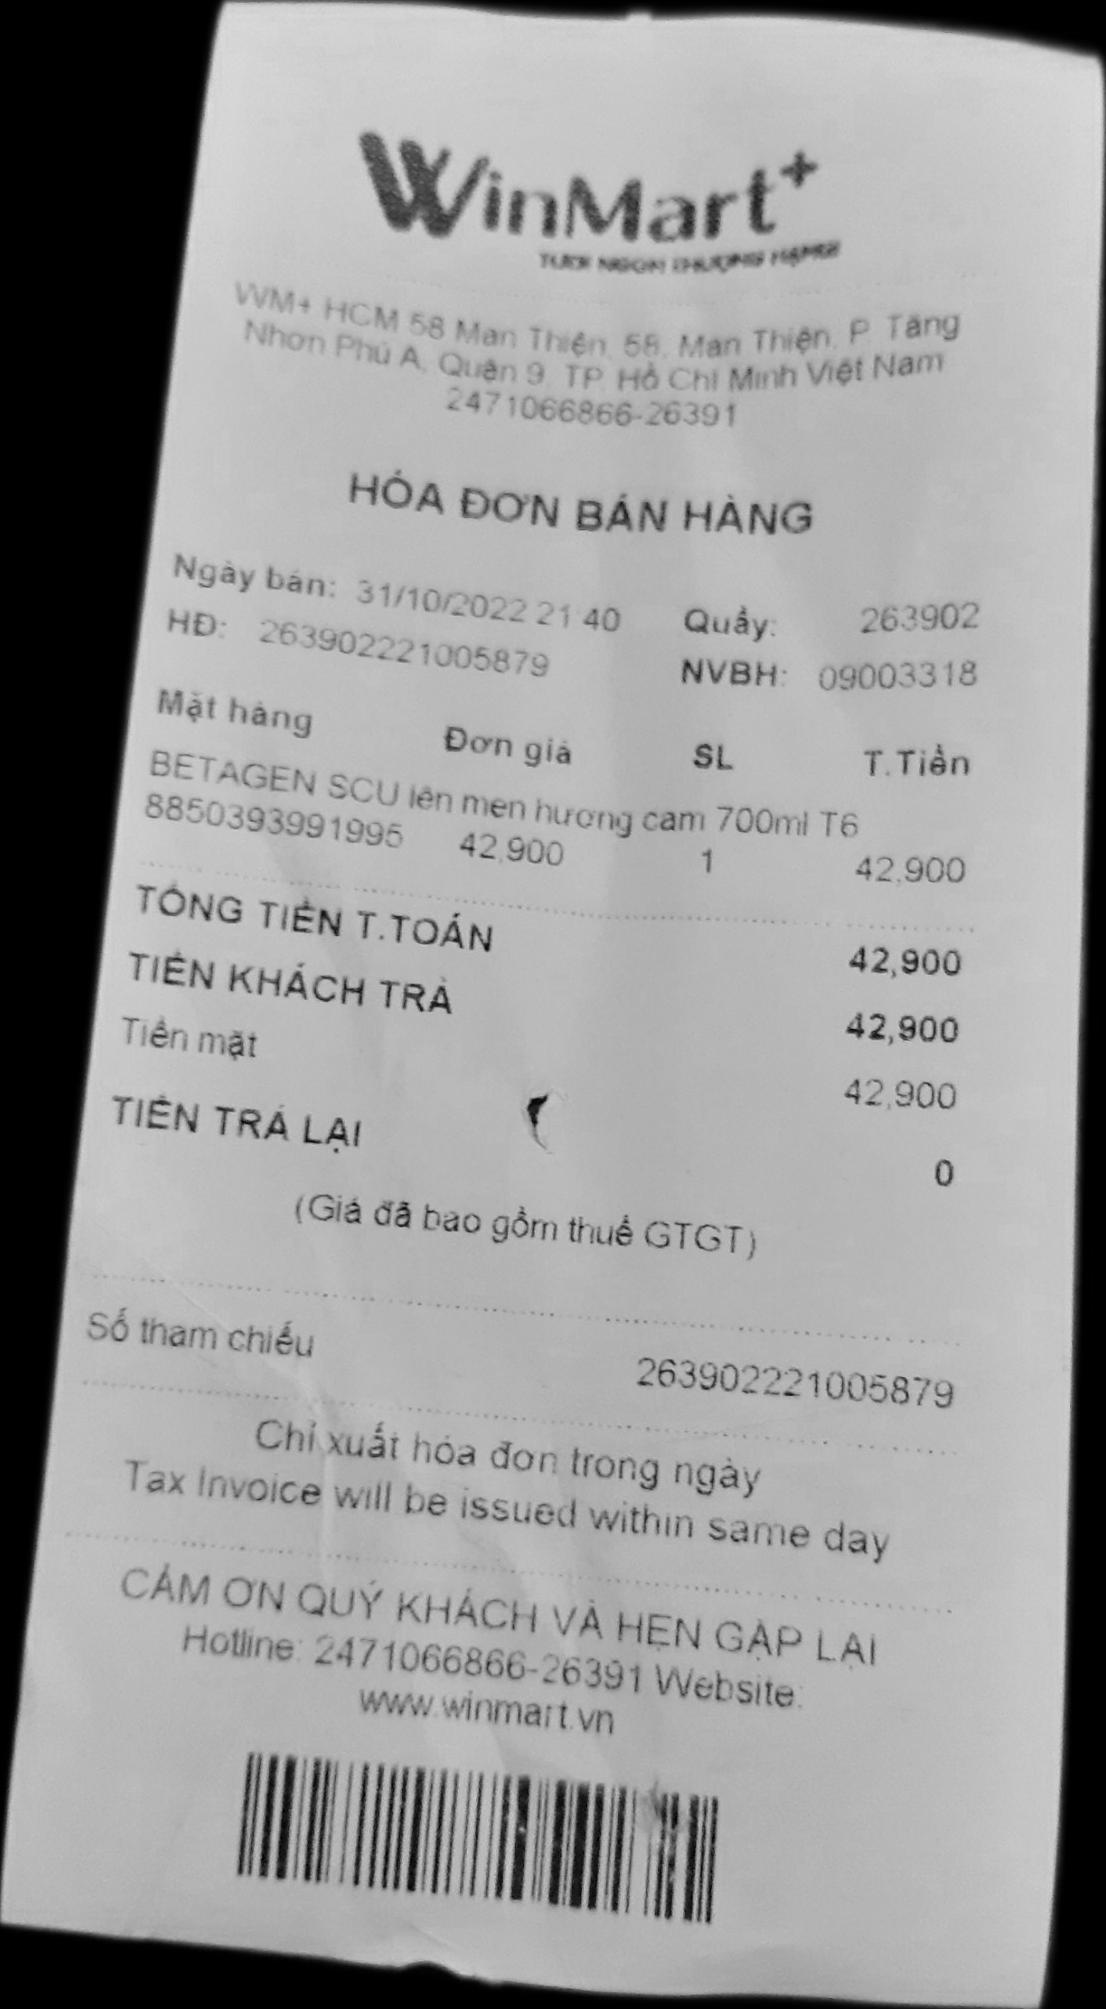 WinMart+
TƯƠI NGON THƯỢNG HẠNG
WM+ HCM 58 Man Thiện, 58, Man Thiện, P. Tăng
Nhơn Phú A, Quận 9, TP. Hồ Chí Minh Việt Nam
2471066866-26391
HÓA ĐƠN BÁN HÀNG
Ngày bán: 31/10/2022 21:40 Quầy: 263902
HĐ: 263902221005879 NVBH: 09003318
Mặt hàng Đơn giá SL T.Tiền
BETAGEN SCU lên men hương cam 700ml T6
8850393991995 42,900 1 42,900
TỔNG TIỀN T.TOÁN 42,900
TIỀN KHÁCH TRẢ 42,900
Tiền mặt 42,900
TIỀN TRẢ LẠI 0
(Giá đã bao gồm thuế GTGT)
Số tham chiếu 263902221005879
Chỉ xuất hóa đơn trong ngày
Tax Invoice will be issued within same day
CẢM ƠN QUÝ KHÁCH VÀ HẸN GẶP LẠI
Hotline: 2471066866-26391 Website:
www.winmart.vn